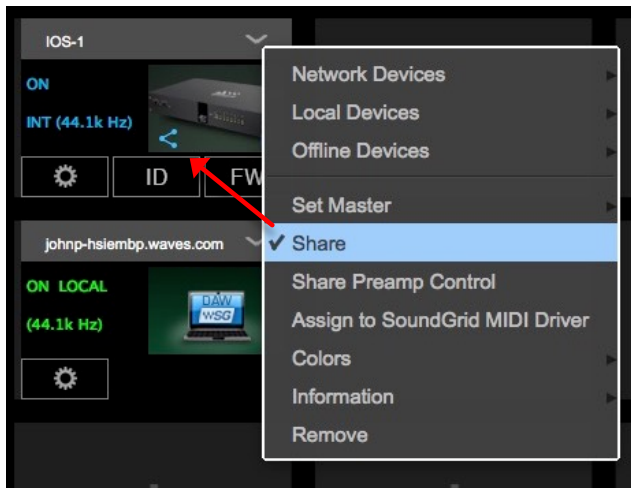 IOS-1
ON
INT (44.1k Hz)
ID
FW
johnp-hsiembp.waves.com
ON LOCAL
(44.1k Hz)
DAW
WSG
Network Devices
Local Devices
Offline Devices
Set Master
Share
Share Preamp Control
Assign to SoundGrid MIDI Driver
Colors
Information
Remove